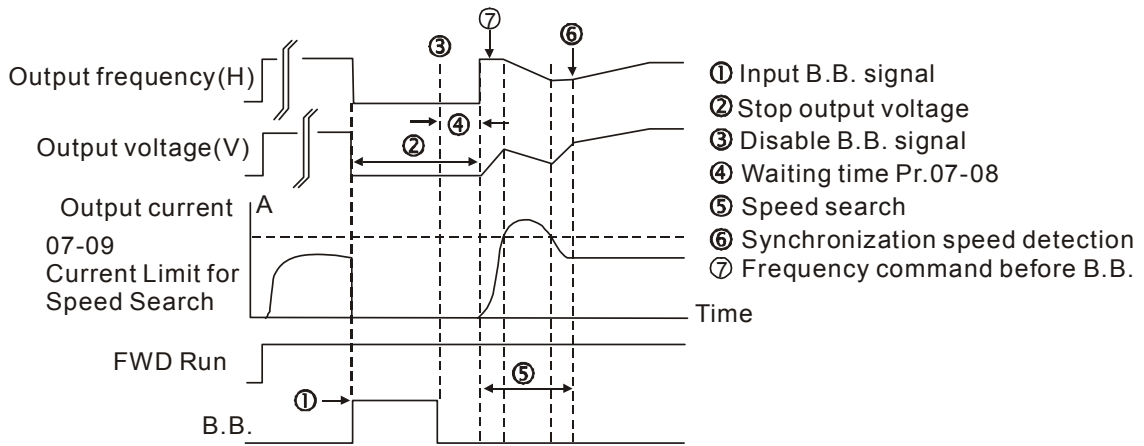 ⑦
③
⑥
Output frequency(H)
④
Output voltage(V)
②
Output current
A
07-09
Current Limit for
Speed Search
Time
FWD Run
⑤
①
B.B.
① Input B.B. signal
② Stop output voltage
③ Disable B.B. signal
④ Waiting time Pr.07-08
⑤ Speed search
⑥ Synchronization speed detection
⑦ Frequency command before B.B.